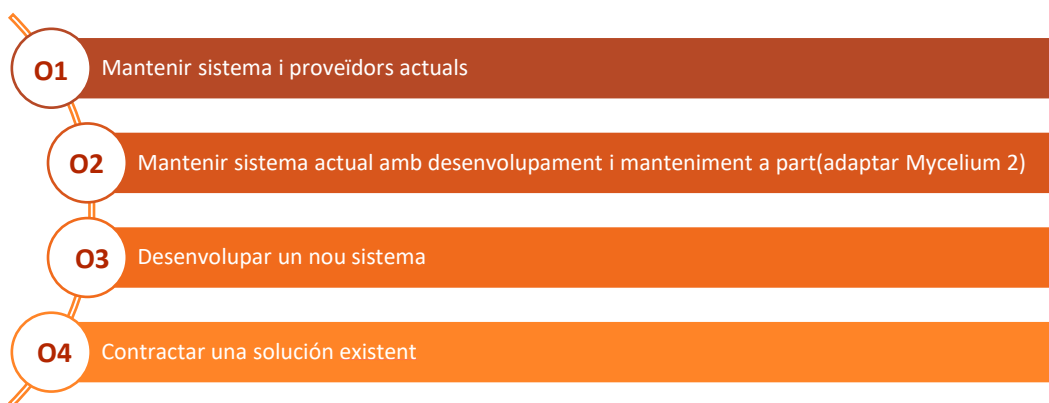 O1 Mantenir sistema i proveïdors actuals
O2 Mantenir sistema actual amb desenvolupament i manteniment a part(adaptar Mycelium 2)
O3 Desenvolupar un nou sistema
O4 Contractar una solución existent